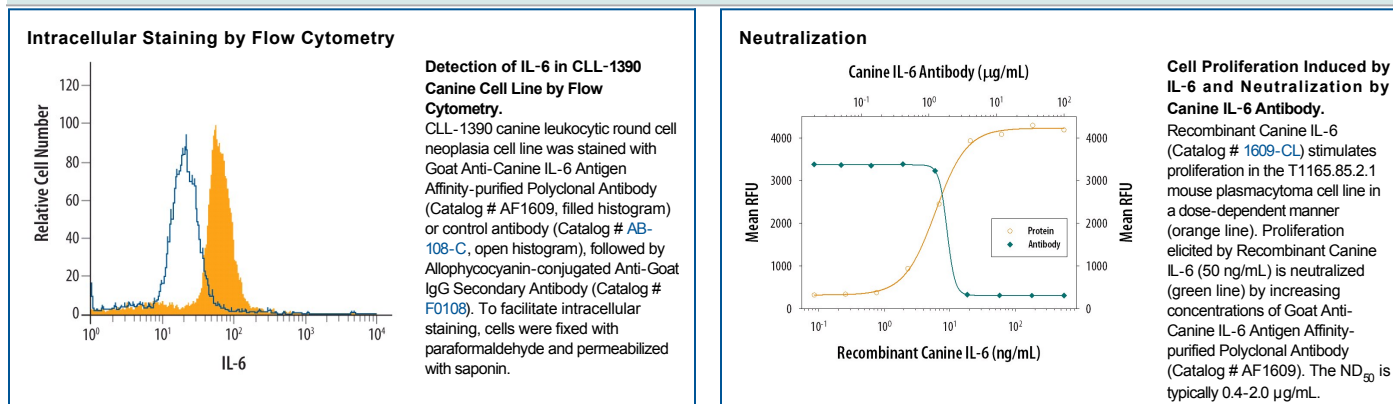 Intracellular Staining by Flow Cytometry
120
100
80
60
40
20
0
Relative Cell Number
10⁰ 10¹ 10² 10³ 10⁴
IL-6
Detection of IL-6 in CLL-1390
Canine Cell Line by Flow
Cytometry.
CLL-1390 canine leukocytic round cell
neoplasia cell line was stained with
Goat Anti-Canine IL-6 Antigen
Affinity-purified Polyclonal Antibody
(Catalog # AF1609, filled histogram)
or control antibody (Catalog # AB-
108-C, open histogram), followed by
Allophycocyanin-conjugated Anti-Goat
IgG Secondary Antibody (Catalog #
F0108). To facilitate intracellular
staining, cells were fixed with
paraformaldehyde and permeabilized
with saponin.
Neutralization
Canine IL-6 Antibody (µg/mL)
10⁻¹ 10⁰ 10¹ 10²
4000 4000
3000 3000
2000 2000
1000 1000
0 0
Mean RFU
Mean RFU
Protein
Antibody
10⁻¹ 10⁰ 10¹ 10²
Recombinant Canine IL-6 (ng/mL)
Cell Proliferation Induced by
IL-6 and Neutralization by
Canine IL-6 Antibody.
Recombinant Canine IL-6
(Catalog # 1609-CL) stimulates
proliferation in the T1165.85.2.1
mouse plasmacytoma cell line in
a dose-dependent manner
(orange line). Proliferation
elicited by Recombinant Canine
IL-6 (50 ng/mL) is neutralized
(green line) by increasing
concentrations of Goat Anti-
Canine IL-6 Antigen Affinity-
purified Polyclonal Antibody
(Catalog # AF1609). The ND₅₀ is
typically 0.4-2.0 µg/mL.